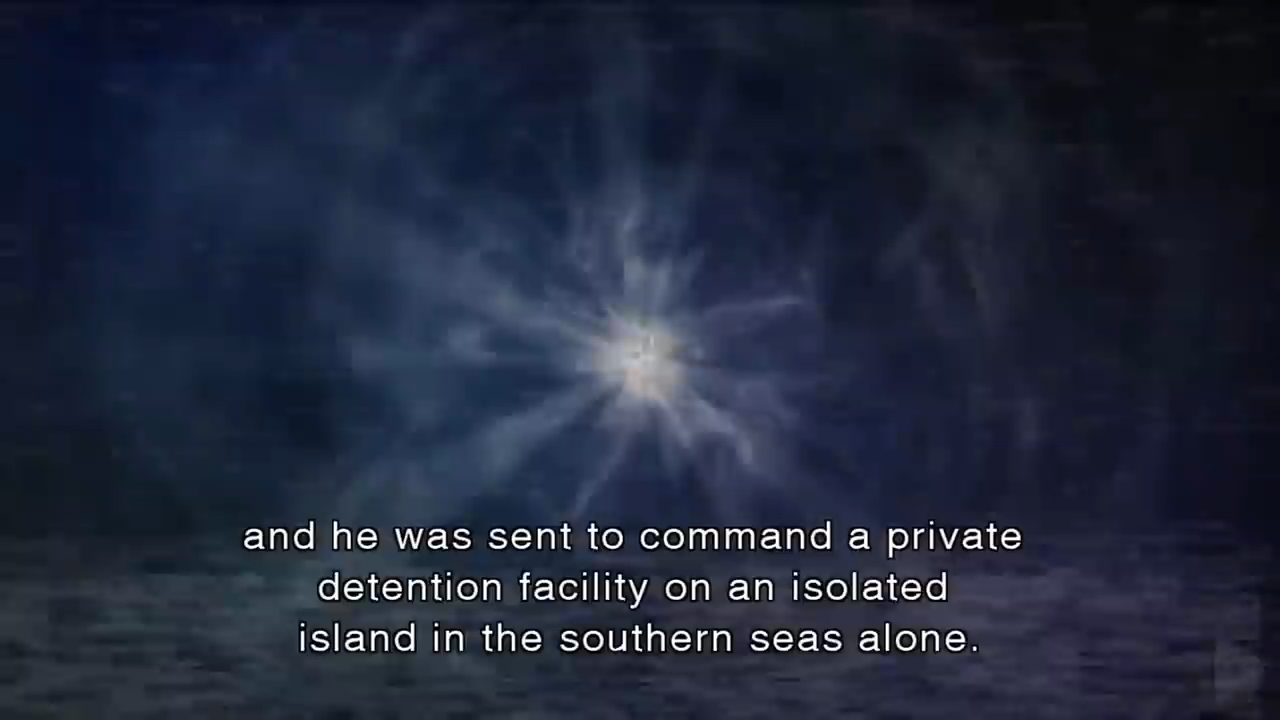 and he was sent to command a private
detention facility on an isolated
island in the southern seas alone.